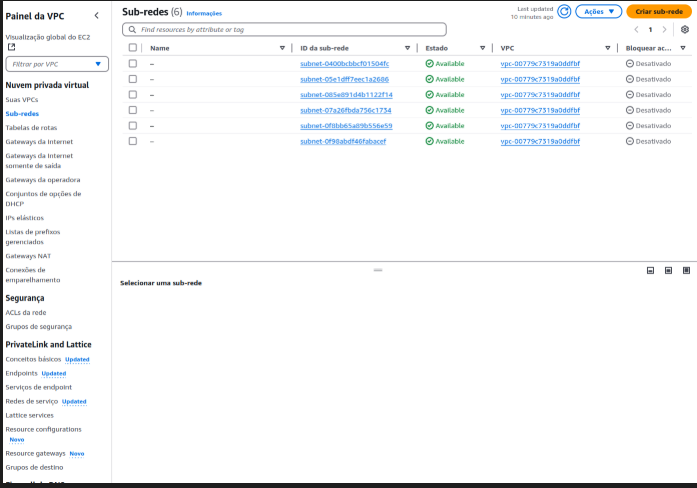 Painel da VPC
Visualização global do EC2
Filtrar por VPC
Nuvem privada virtual
Suas VPCs
Sub-redes
Tabelas de rotas
Gateways da Internet
Gateways da Internet
somente de saída
Gateways da operadora
Conjuntos de opções de
DHCP
IPs elásticos
Listas de prefixos
gerenciados
Gateways NAT
Conexões de
emparelhamento
Segurança
ACLs da rede
Grupos de segurança
PrivateLink and Lattice
Conceitos básicos Updated
Endpoints Updated
Serviços de endpoint
Redes de serviço Updated
Lattice services
Resource configurations
Novo
Resource gateways Novo
Grupos de destino
Sub-redes (6) Informações
Last updated
10 minutes ago
Ações
Criar sub-rede
Find resources by attribute or tag
1
Name ID da sub-rede Estado VPC Bloquear ac...
– subnet-0400bcbbcf01504fc Available vpc-00779c7319a0ddfbf Desativado
– subnet-05e1dff7eec1a2686 Available vpc-00779c7319a0ddfbf Desativado
– subnet-085e891d4b1122f14 Available vpc-00779c7319a0ddfbf Desativado
– subnet-07a26fbda756c1734 Available vpc-00779c7319a0ddfbf Desativado
– subnet-0f8bb65a89b556e59 Available vpc-00779c7319a0ddfbf Desativado
– subnet-0f98abdf46fabacef Available vpc-00779c7319a0ddfbf Desativado
Selecionar uma sub-rede